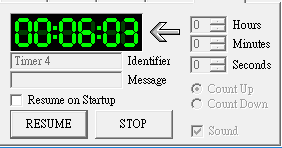 00:06:03
0 Hours
0 Minutes
0 Seconds
Timer 4 Identifier
Message
Resume on Startup
Count Up
Count Down
RESUME STOP
Sound